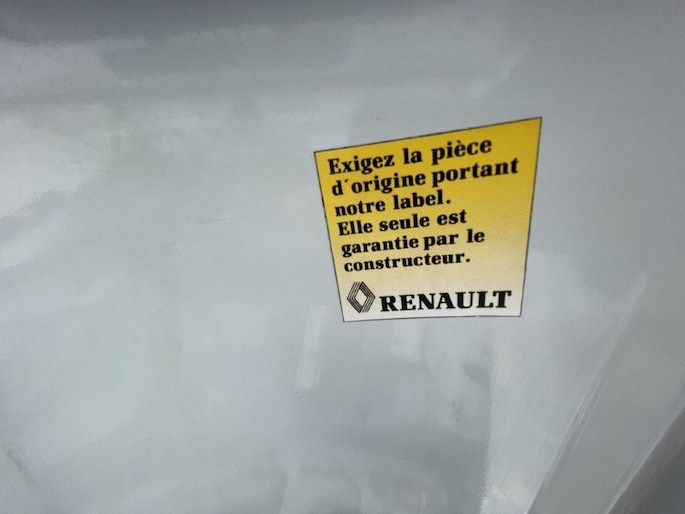 Exigez la pièce
d´origine portant
notre label.
Elle seule est
garantie par le
constructeur.
RENAULT